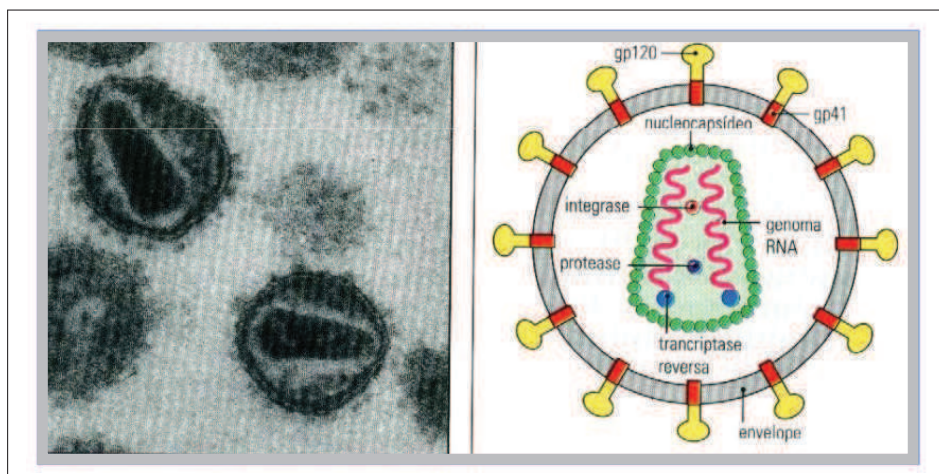 gp120
gp41
nucleocapsídeo
integrase
genoma
RNA
protease
trancriptase
reversa
envelope